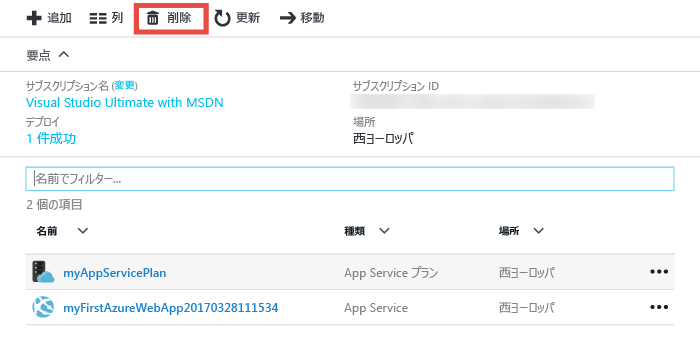 追加 列 削除 更新 移動
要点
サブスクリプション名 (変更) サブスクリプション ID
Visual Studio Ultimate with MSDN
デプロイ 場所
1 件成功 西ヨーロッパ
名前でフィルター...
2 個の項目
名前 種類 場所
myAppServicePlan App Service プラン 西ヨーロッパ
myFirstAzureWebApp20170328111534 App Service 西ヨーロッパ